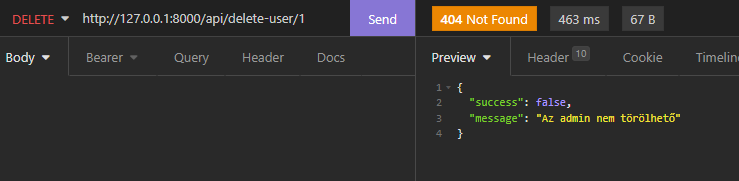 DELETE http://127.0.0.1:8000/api/delete-user/1 Send 404 Not Found 463 ms 67 B
Body Bearer Query Header Docs Preview Header 10 Cookie Timelin
1 {
2 "success": false,
3 "message": "Az admin nem törölhető"
4 }